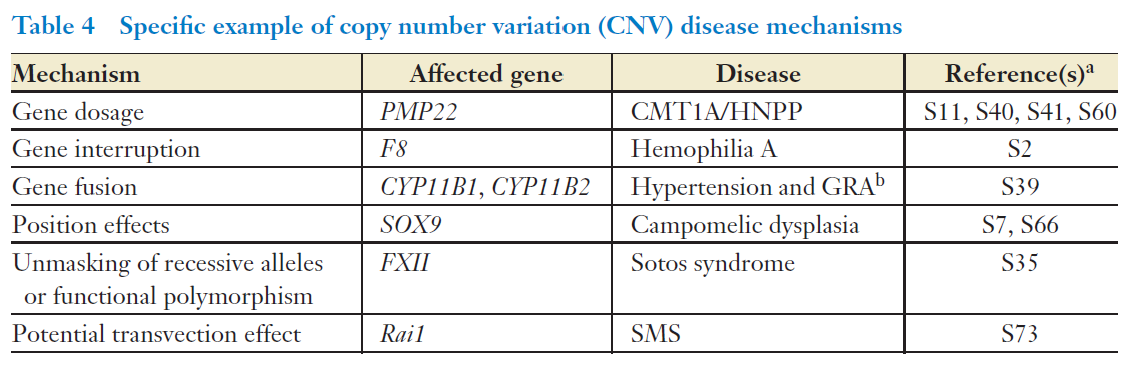 Table 4 Specific example of copy number variation (CNV) disease mechanisms
Mechanism Affected gene Disease Reference(s)a
Gene dosage PMP22 CMT1A/HNPP S11, S40, S41, S60
Gene interruption F8 Hemophilia A S2
Gene fusion CYP11B1, CYP11B2 Hypertension and GRAb S39
Position effects SOX9 Campomelic dysplasia S7, S66
Unmasking of recessive alleles FXII Sotos syndrome S35
or functional polymorphism
Potential transvection effect Rai1 SMS S73